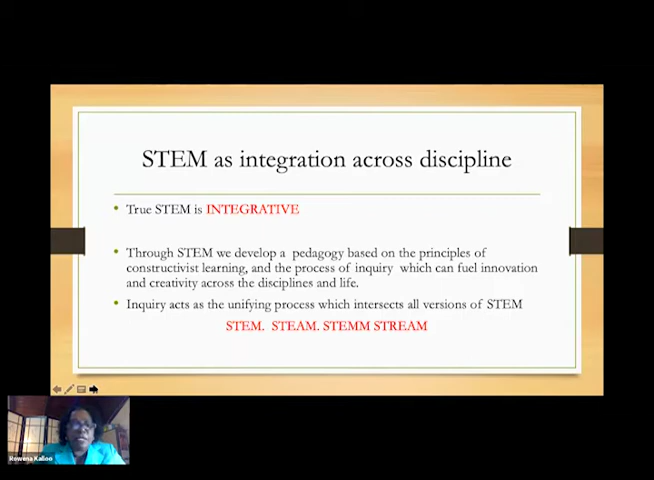 STEM as integration across discipline
• True STEM is INTEGRATIVE
• Through STEM we develop a pedagogy based on the principles of
constructivist learning, and the process of inquiry which can fuel innovation
and creativity across the disciplines and life.
• Inquiry acts as the unifying process which intersects all versions of STEM
STEM. STEAM. STEMM STREAM
Rowena Kalloo